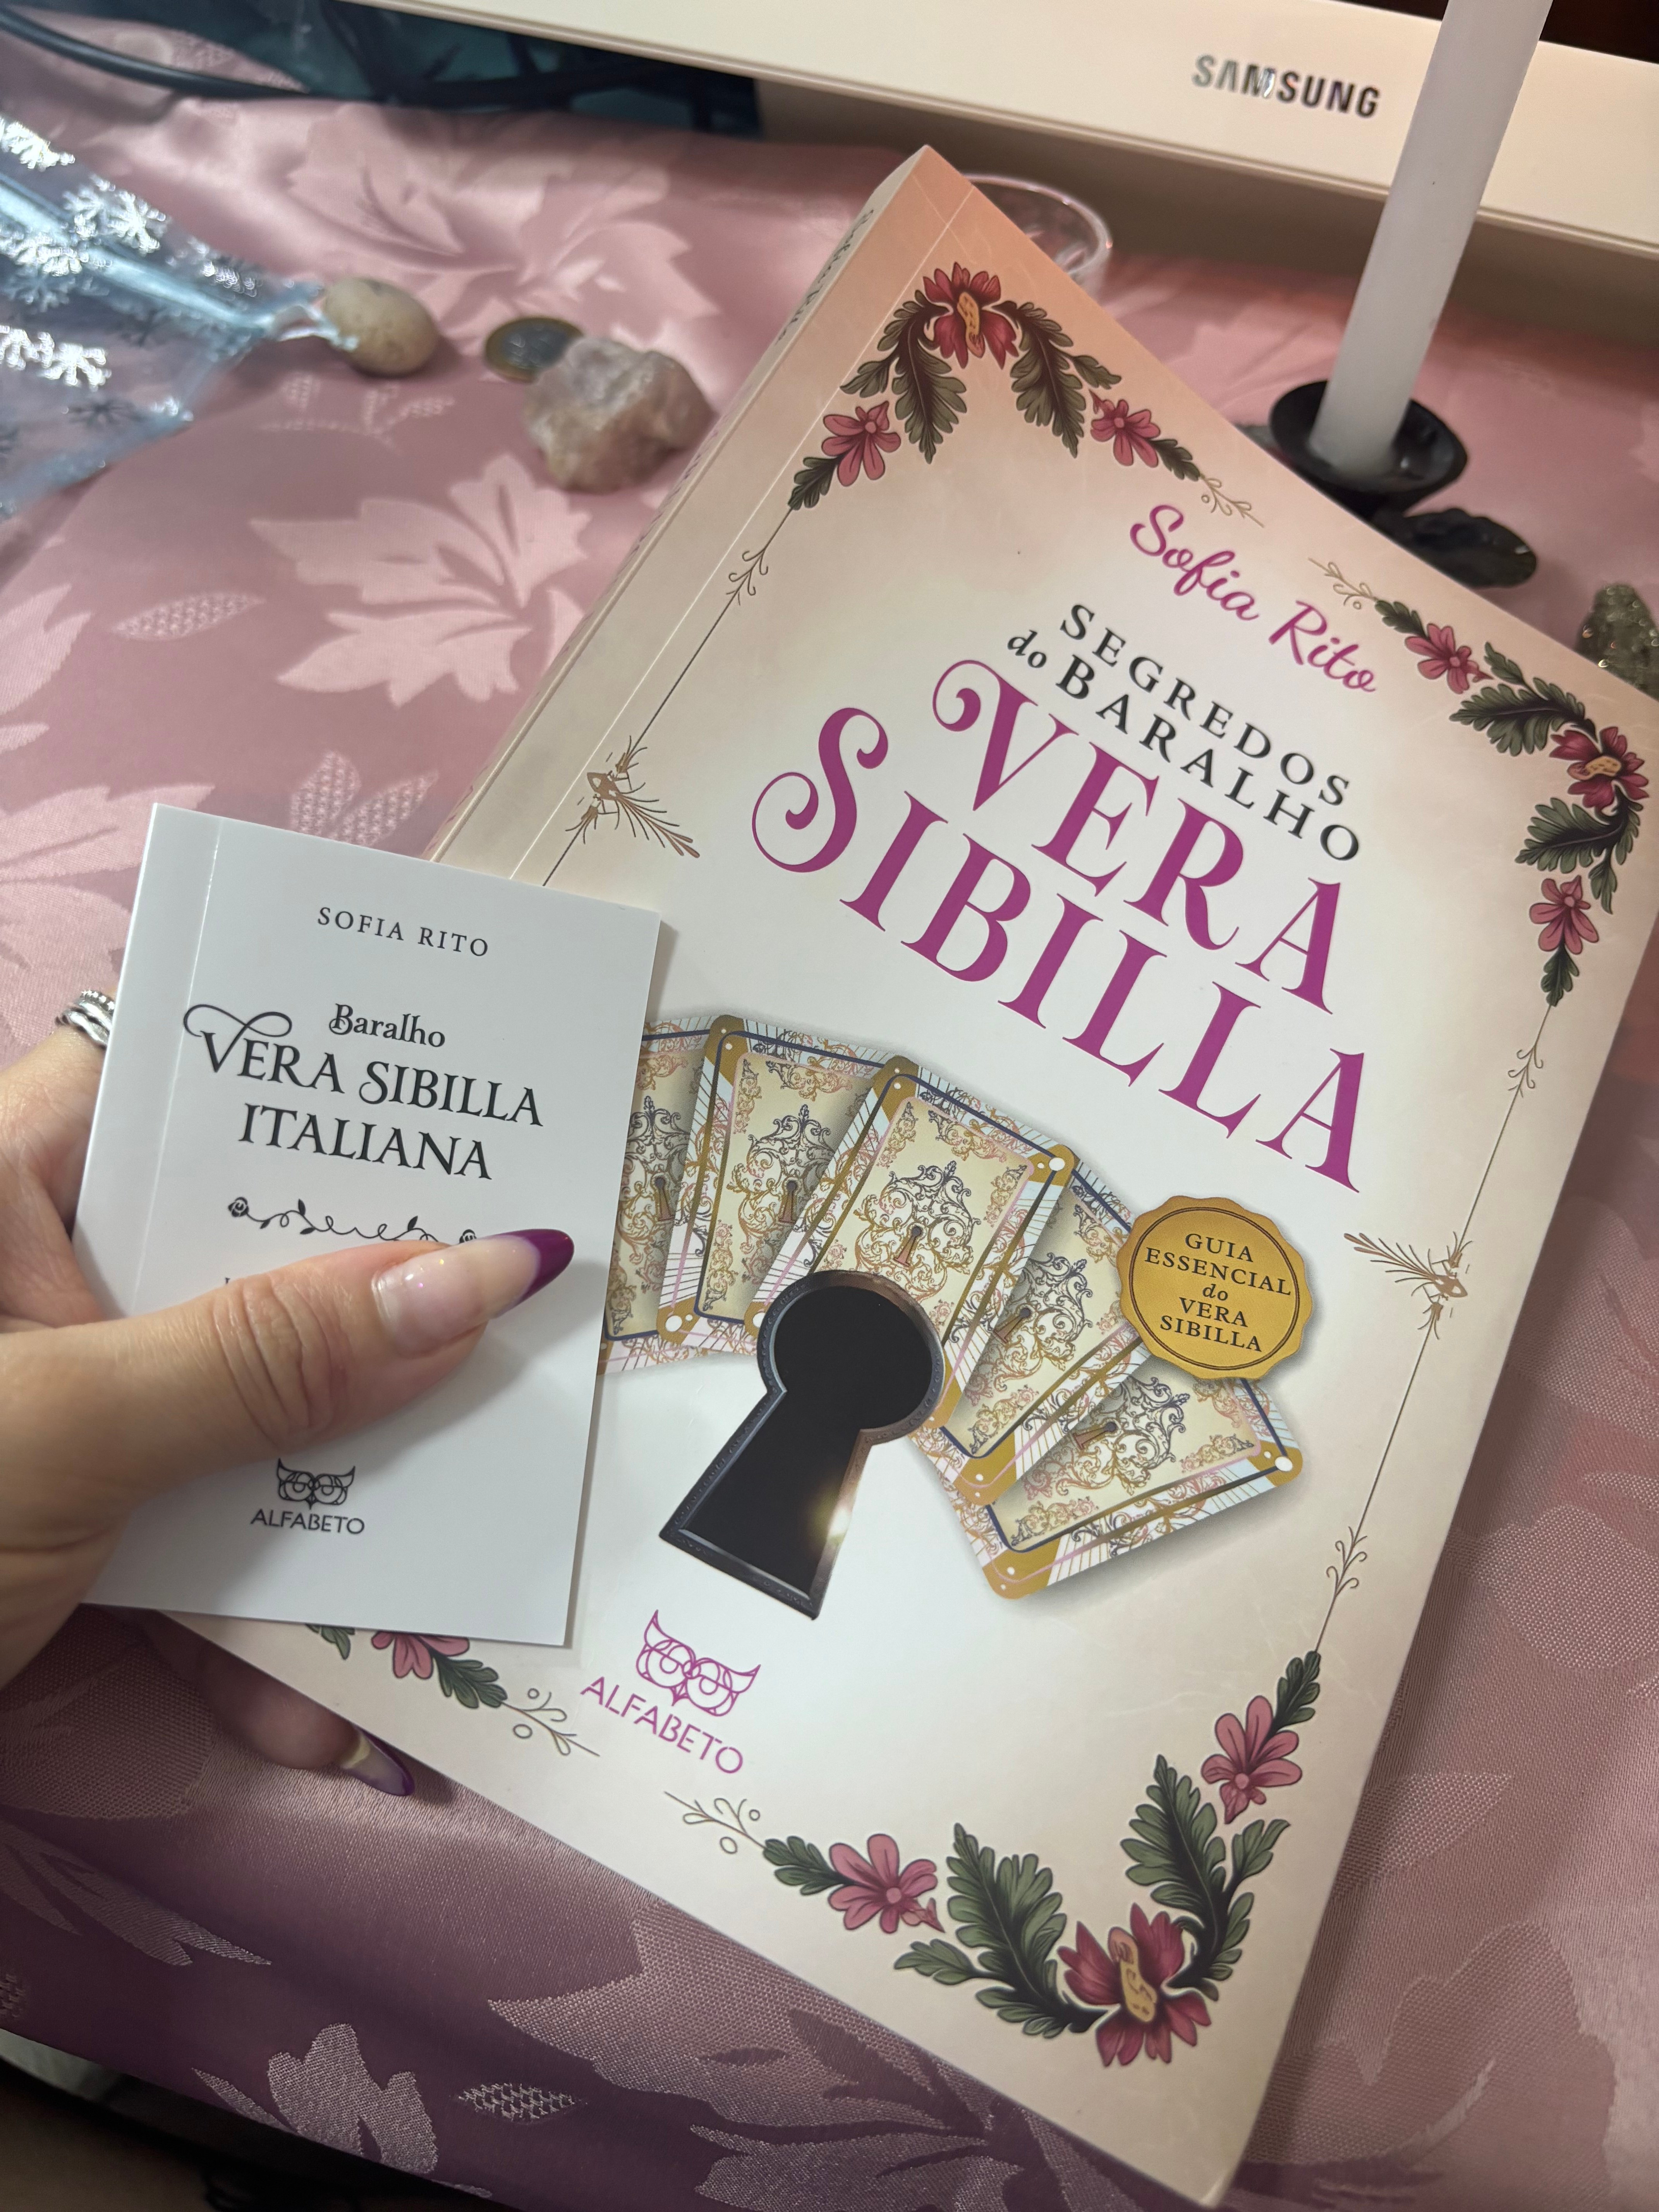 SAMSUNG
Sofia Rito
SEGREDOS
do BARALHO
VERA
SIBILLA
GUIA
ESSENCIAL
do
VERA
SIBILLA
ALFABETO
SOFIA RITO
Baralho
VERA SIBILLA
ITALIANA
ALFABETO